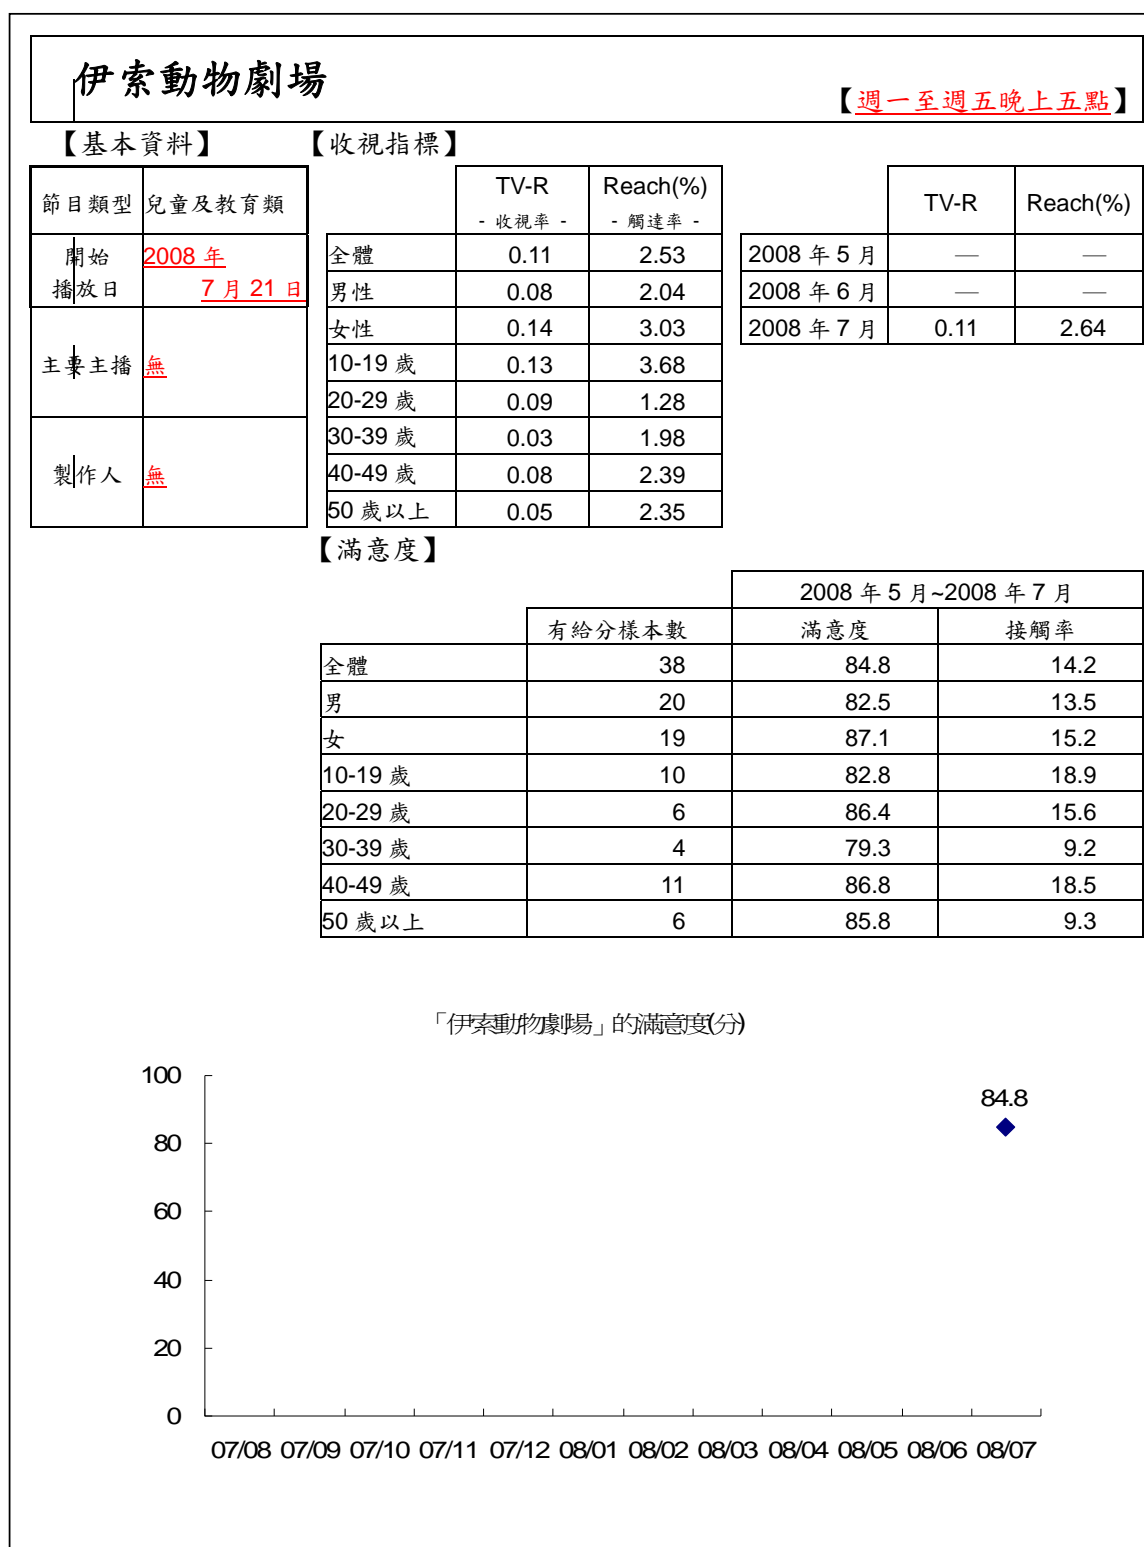 伊索動物劇場
【週一至週五晚上五點】
【基本資料】
【收視指標】
節目類型 兒童及教育類
開始播放日 2008 年 7 月 21 日
主要主播 無
製作人 無
TV-R Reach(%)
- 收視率 - - 觸達率 -
全體 0.11 2.53
男性 0.08 2.04
女性 0.14 3.03
10-19 歲 0.13 3.68
20-29 歲 0.09 1.28
30-39 歲 0.03 1.98
40-49 歲 0.08 2.39
50 歲以上 0.05 2.35
TV-R Reach(%)
2008 年 5 月 — —
2008 年 6 月 — —
2008 年 7 月 0.11 2.64
【滿意度】
2008 年 5 月~2008 年 7 月
有給分樣本數 滿意度 接觸率
全體 38 84.8 14.2
男 20 82.5 13.5
女 19 87.1 15.2
10-19 歲 10 82.8 18.9
20-29 歲 6 86.4 15.6
30-39 歲 4 79.3 9.2
40-49 歲 11 86.8 18.5
50 歲以上 6 85.8 9.3
「伊索動物劇場」的滿意度(分)
100
84.8
80
60
40
20
0
07/08 07/09 07/10 07/11 07/12 08/01 08/02 08/03 08/04 08/05 08/06 08/07